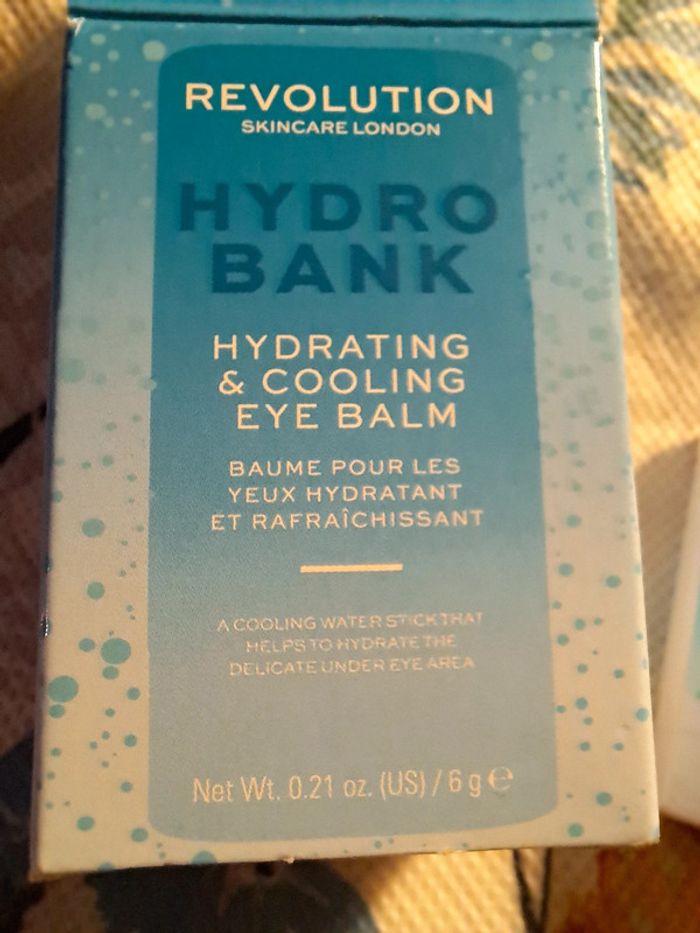 REVOLUTION
SKINCARE LONDON
HYDRO
BANK
HYDRATING
& COOLING
EYE BALM
BAUME POUR LES
YEUX HYDRATANT
ET RAFRAÎCHISSANT
A COOLING WATER STICK THAT
HELPS TO HYDRATE THE
DELICATE UNDER EYE AREA
Net Wt. 0.21 oz. (US) / 6 g ℮